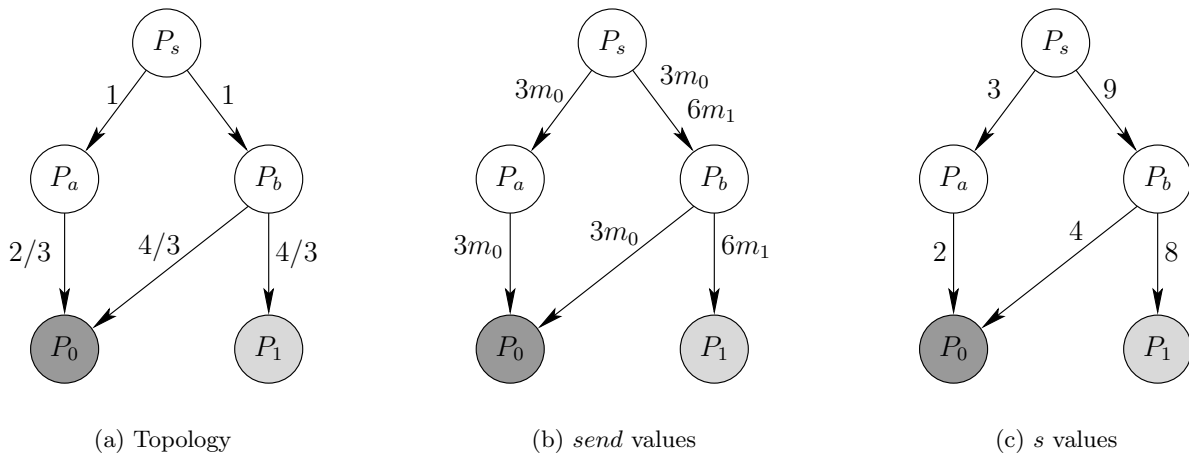 P_s
1
1
P_a
P_b
2/3
4/3
4/3
P_0
P_1
(a) Topology
P_s
3m_0
3m_0
6m_1
P_a
P_b
3m_0
3m_0
6m_1
P_0
P_1
(b) send values
P_s
3
9
P_a
P_b
2
4
8
P_0
P_1
(c) s values